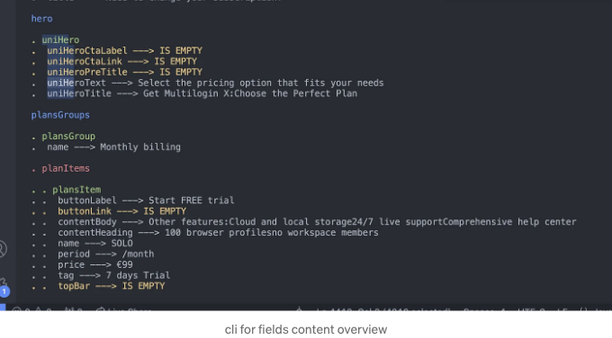 hero
. uniHero
. uniHeroCtaLabel ———> IS EMPTY
. uniHeroCtaLink ———> IS EMPTY
. uniHeroPreTitle ———> IS EMPTY
. uniHeroText ———> Select the pricing option that fits your needs
. uniHeroTitle ———> Get Multilogin X:Choose the Perfect Plan
plansGroups
. plansGroup
. name ———> Monthly billing
. planItems
. . plansItem
. . buttonLabel ———> Start FREE trial
. . buttonLink ———> IS EMPTY
. . contentBody ———> Other features:Cloud and local storage24/7 live supportComprehensive help center
. . contentHeading ———> 100 browser profilesno workspace members
. . name ———> SOLO
. . period ———> /month
. . price ———> €99
. . tag ———> 7 days Trial
. . topBar ———> IS EMPTY
1
cli for fields content overview